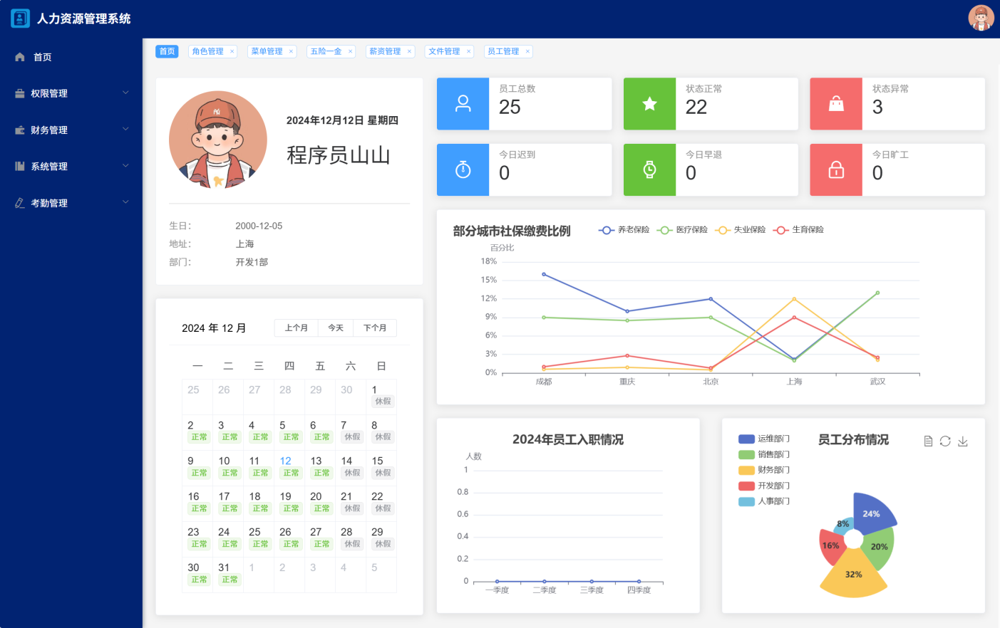 人力资源管理系统
首页
权限管理
财务管理
系统管理
考勤管理
首页 角色管理 × 菜单管理 × 五险一金 × 薪资管理 × 文件管理 × 员工管理 ×
2024年12月12日 星期四
程序员山山
生日： 2000-12-05
地址： 上海
部门： 开发1部
员工总数
25
状态正常
22
状态异常
3
今日迟到
0
今日早退
0
今日旷工
0
2024 年 12 月 上个月 今天 下个月
一 二 三 四 五 六 日
25 26 27 28 29 30 1
休假
2 3 4 5 6 7 8
正常 正常 正常 正常 正常 休假 休假
9 10 11 12 13 14 15
正常 正常 正常 正常 正常 休假 休假
16 17 18 19 20 21 22
正常 正常 正常 正常 正常 休假 休假
23 24 25 26 27 28 29
正常 正常 正常 正常 正常 休假 休假
30 31 1 2 3 4 5
正常 正常
部分城市社保缴费比例 养老保险 医疗保险 失业保险 生育保险
百分比
18%
15%
12%
9%
6%
3%
0%
成都 重庆 北京 上海 武汉
2024年员工入职情况
人数
1
0.8
0.6
0.4
0.2
0
一季度 二季度 三季度 四季度
员工分布情况
运维部门
销售部门
财务部门
开发部门
人事部门
24%
8%
16%
20%
32%